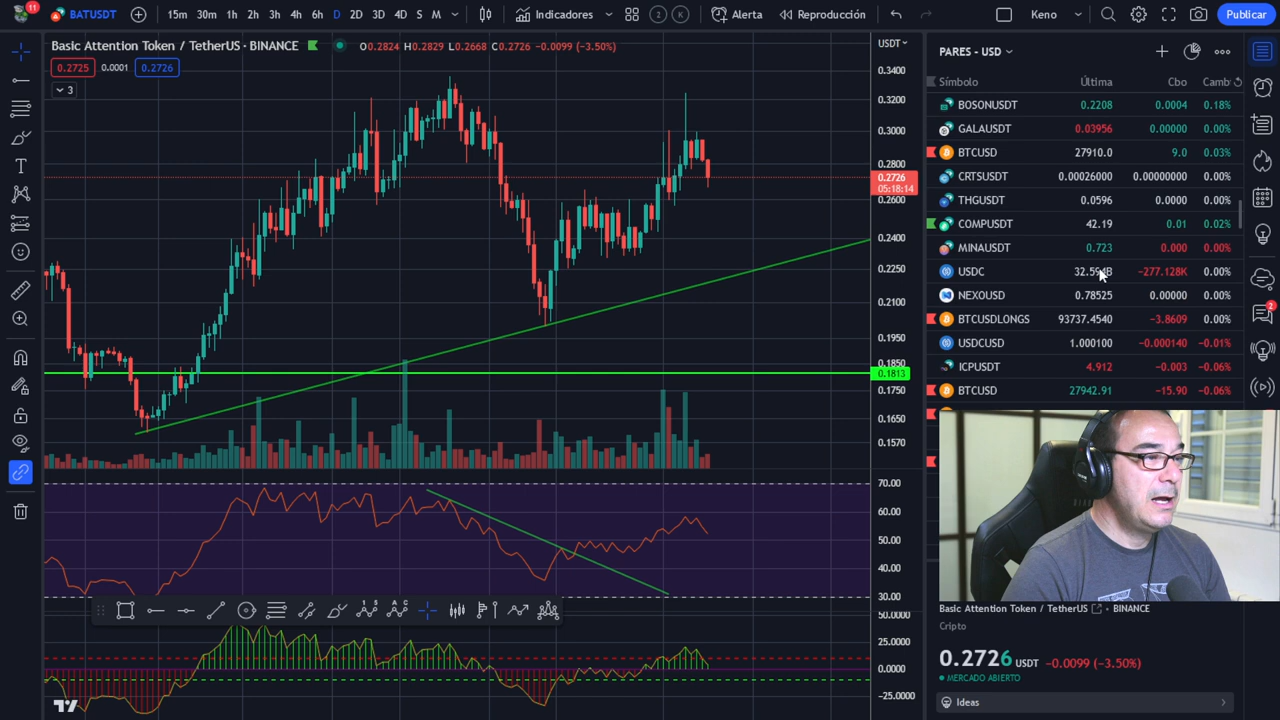 11
BATUSDT
15m 30m 1h 2h 3h 4h 6h D 2D 3D 4D S M
Indicadores
2 K
Alerta
Reproducción
Keno
Publicar
Basic Attention Token / TetherUS · BINANCE
O0.2824 H0.2829 L0.2668 C0.2726 −0.0099 (−3.50%)
USDT
0.2725 0.0001 0.2726
3
0.3400
0.3200
0.3000
0.2800
0.2726
05:18:14
0.2600
0.2400
0.2250
0.2100
0.1950
0.1850
0.1813
0.1750
0.1650
0.1570
70.00
60.00
50.00
40.00
30.00
50.0000
25.0000
0.0000
−25.0000
PARES - USD
Símbolo Última Cbo Camb
BOSONUSDT 0.2208 0.0004 0.18%
GALAUSDT 0.03956 0.00000 0.00%
BTCUSD 27910.0 9.0 0.03%
CRTSUSDT 0.00026000 0.00000000 0.00%
THGUSDT 0.0596 0.0000 0.00%
COMPUSDT 42.19 0.01 0.02%
MINAUSDT 0.723 0.000 0.00%
USDC −277.128K 0.00%
NEXOUSD 0.78525 0.00000 0.00%
BTCUSDLONGS 93737.4540 −3.8609 0.00%
USDCUSD 1.000100 −0.000140 −0.01%
ICPUSDT 4.912 −0.003 −0.06%
BTCUSD 27942.91 −15.90 −0.06%
2
Basic Attention Token / TetherUS · BINANCE
Cripto
0.2726 USDT −0.0099 (−3.50%)
MERCADO ABIERTO
Ideas